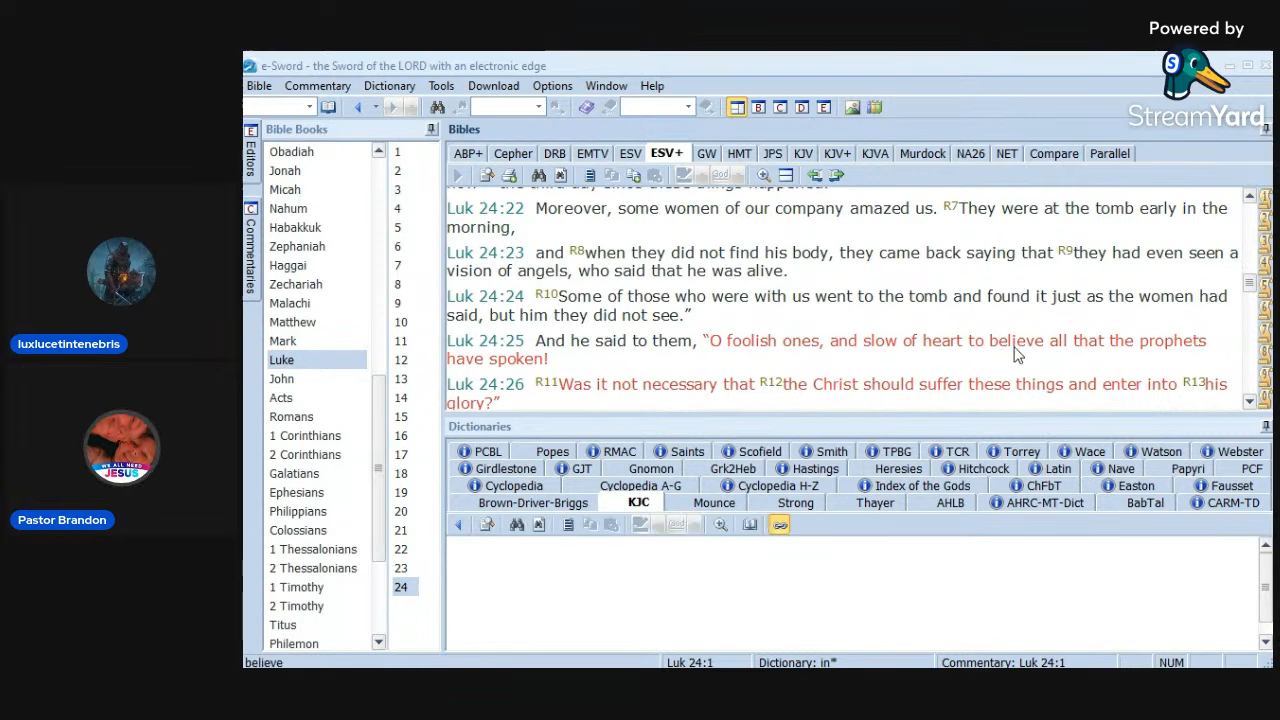 Powered by
StreamYard
luxlucetintenebris
WE ALL NEED
JESUS
Pastor Brandon
e-Sword - the Sword of the LORD with an electronic edge
Bible Commentary Dictionary Tools Download Options Window Help
B C D E
Editors
Commentaries
Bible Books
Obadiah
Jonah
Micah
Nahum
Habakkuk
Zephaniah
Haggai
Zechariah
Malachi
Matthew
Mark
Luke
John
Acts
Romans
1 Corinthians
2 Corinthians
Galatians
Ephesians
Philippians
Colossians
1 Thessalonians
2 Thessalonians
1 Timothy
2 Timothy
Titus
Philemon
1
2
3
4
5
6
7
8
9
10
11
12
13
14
15
16
17
18
19
20
21
22
23
24
Bibles
ABP+ Cepher DRB EMTV ESV ESV+ GW HMT JPS KJV KJV+ KJVA Murdock NA26 NET Compare Parallel
Luk 24:22 Moreover, some women of our company amazed us. R7They were at the tomb early in the
morning,
Luk 24:23 and R8when they did not find his body, they came back saying that R9they had even seen a
vision of angels, who said that he was alive.
Luk 24:24 R10Some of those who were with us went to the tomb and found it just as the women had
said, but him they did not see.”
Luk 24:25 And he said to them, “O foolish ones, and slow of heart to believe all that the prophets
have spoken!
Luk 24:26 R11Was it not necessary that R12the Christ should suffer these things and enter into R13his
glory?”
Dictionaries
PCBL Popes RMAC Saints Scofield Smith TPBG TCR Torrey Wace Watson Webster
Girdlestone GJT Gnomon Grk2Heb Hastings Heresies Hitchcock Latin Nave Papyri PCF
Cyclopedia Cyclopedia A-G Cyclopedia H-Z Index of the Gods ChFbT Easton Fausset
Brown-Driver-Briggs KJC Mounce Strong Thayer AHLB AHRC-MT-Dict BabTal CARM-TD
believe Luk 24:1 Dictionary: in* Commentary: Luk 24:1 NUM